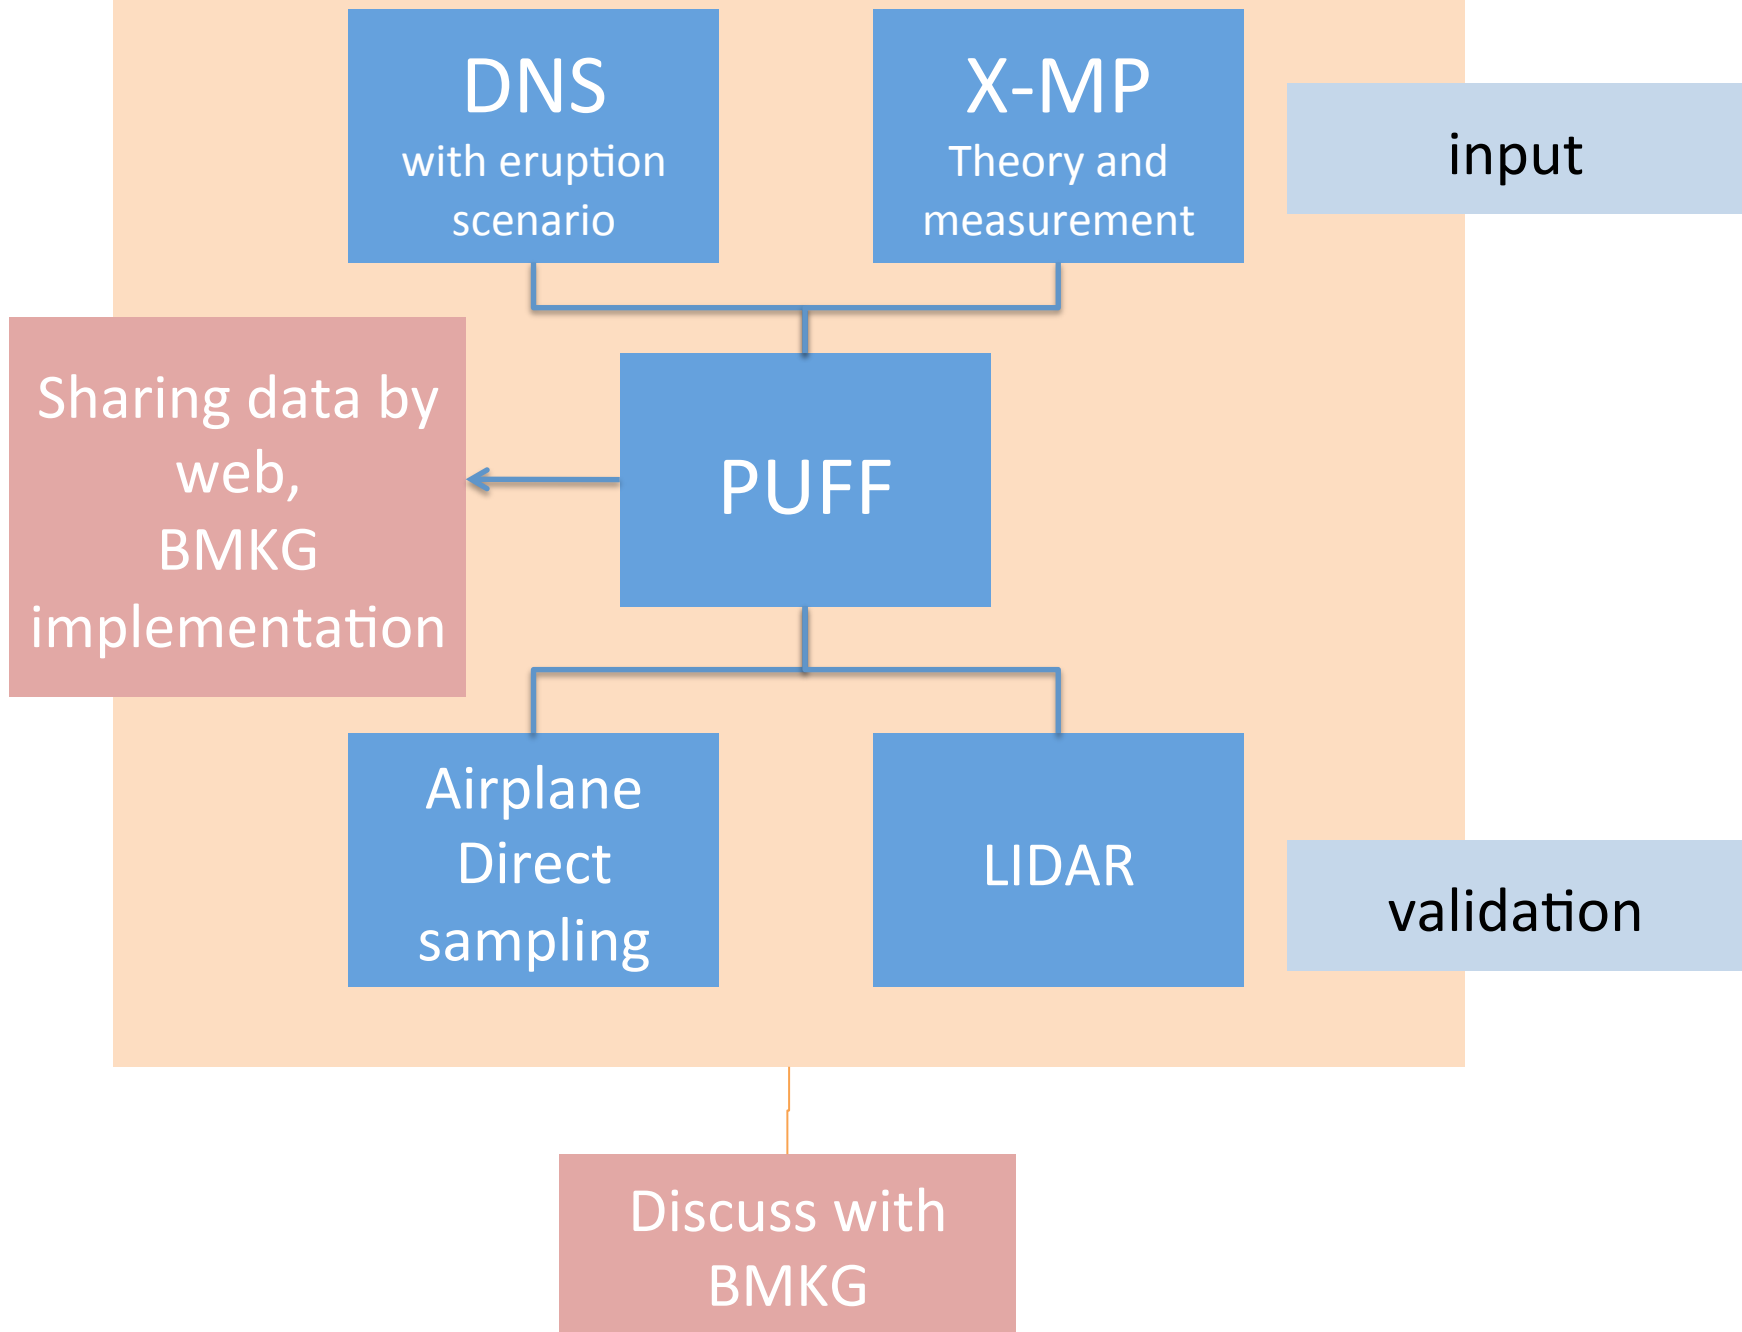 DNS
with eruption
scenario
X-MP
Theory and
measurement
input
Sharing data by
web,
BMKG
implementation
PUFF
Airplane
Direct
sampling
LIDAR
validation
Discuss with
BMKG